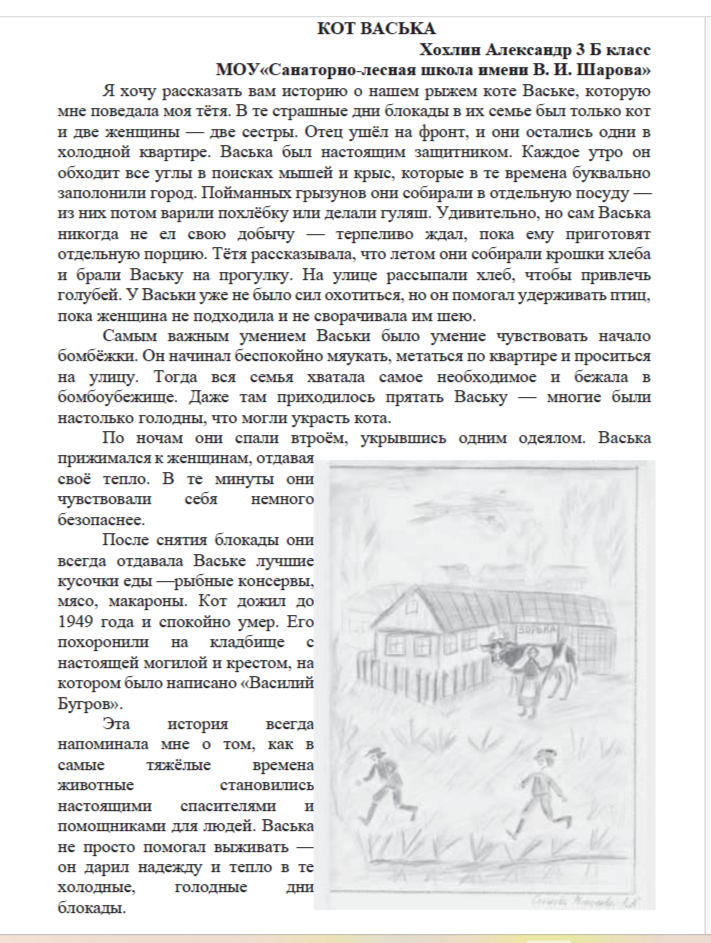 КОТ ВАСЬКА
Хохлин Александр 3 Б класс
МОУ«Санаторно-лесная школа имени В. И. Шарова»
Я хочу рассказать вам историю о нашем рыжем коте Ваське, которую
мне поведала моя тётя. В те страшные дни блокады в их семье был только кот
и две женщины — две сестры. Отец ушёл на фронт, и они остались одни в
холодной квартире. Васька был настоящим защитником. Каждое утро он
обходит все углы в поисках мышей и крыс, которые в те времена буквально
заполонили город. Пойманных грызунов они собирали в отдельную посуду —
из них потом варили похлёбку или делали гуляш. Удивительно, но сам Васька
никогда не ел свою добычу — терпеливо ждал, пока ему приготовят
отдельную порцию. Тётя рассказывала, что летом они собирали крошки хлеба
и брали Ваську на прогулку. На улице рассыпали хлеб, чтобы привлечь
голубей. У Васьки уже не было сил охотиться, но он помогал удерживать птиц,
пока женщина не подходила и не сворачивала им шею.
Самым важным умением Васьки было умение чувствовать начало
бомбёжки. Он начинал беспокойно мяукать, метаться по квартире и проситься
на улицу. Тогда вся семья хватала самое необходимое и бежала в
бомбоубежище. Даже там приходилось прятать Ваську — многие были
настолько голодны, что могли украсть кота.
По ночам они спали втроём, укрывшись одним одеялом. Васька
прижимался к женщинам, отдавая
своё тепло. В те минуты они
чувствовали себя немного
безопаснее.
После снятия блокады они
всегда отдавала Ваське лучшие
кусочки еды —рыбные консервы,
мясо, макароны. Кот дожил до
1949 года и спокойно умер. Его
похоронили на кладбище с
настоящей могилой и крестом, на
котором было написано «Василий
Бугров».
Эта история всегда
напоминала мне о том, как в
самые тяжёлые времена
животные становились
настоящими спасителями и
помощниками для людей. Васька
не просто помогал выживать —
он дарил надежду и тепло в те
холодные, голодные дни
блокады.
ЗОРЬКА